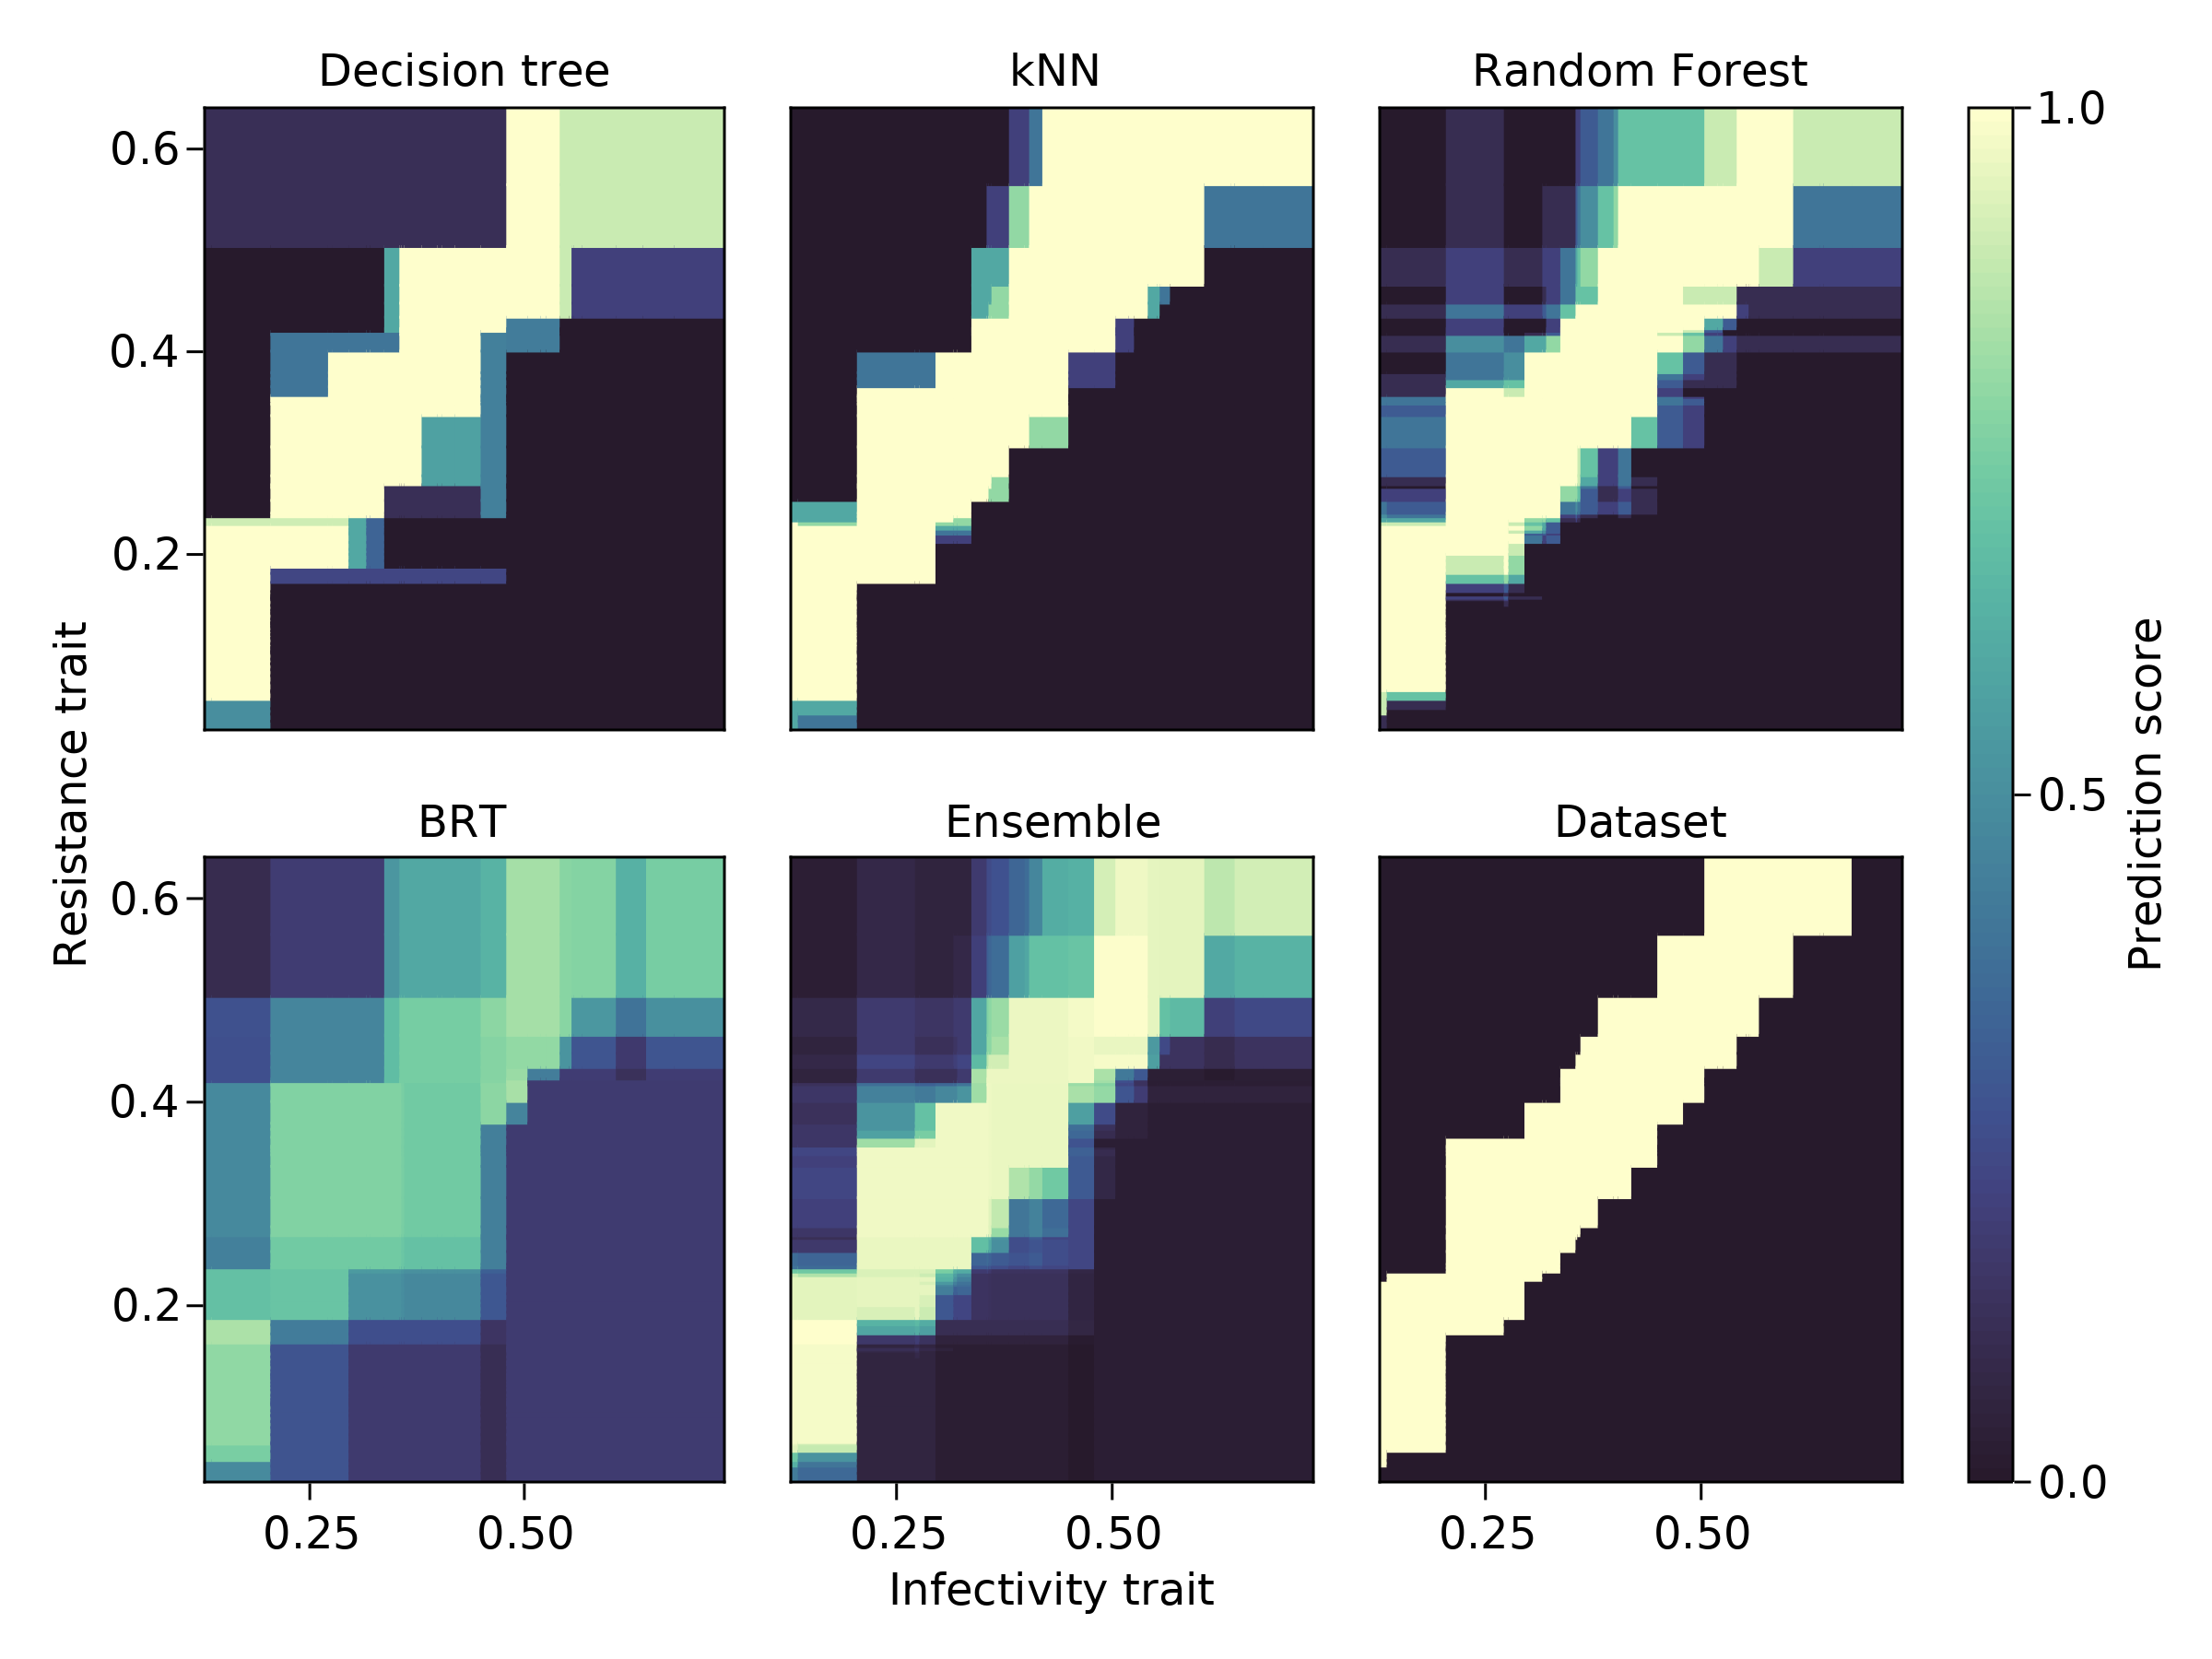 Decision tree
kNN
Random Forest
0.6
0.4
0.2
BRT
Ensemble
Dataset
0.6
0.4
0.2
0.25
0.50
0.25
0.50
0.25
0.50
Resistance trait
Infectivity trait
1.0
0.5
0.0
Prediction score